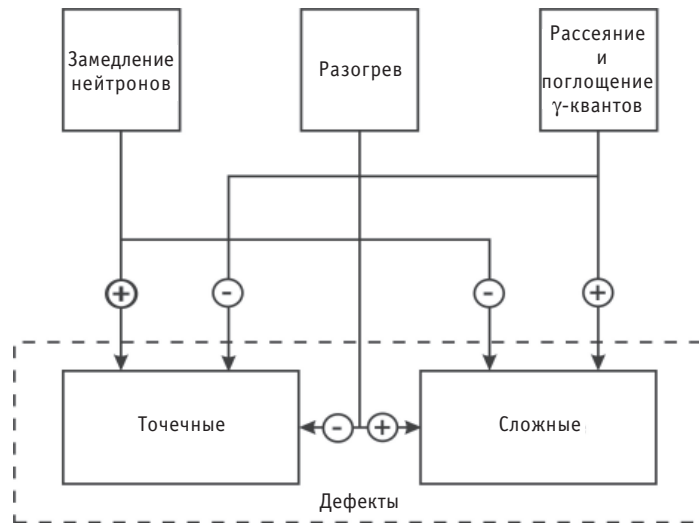 Замедление
нейтронов
Разогрев
Рассеяние
и
поглощение
γ-квантов
+
-
-
+
Точечные
-
+
Сложные
Дефекты